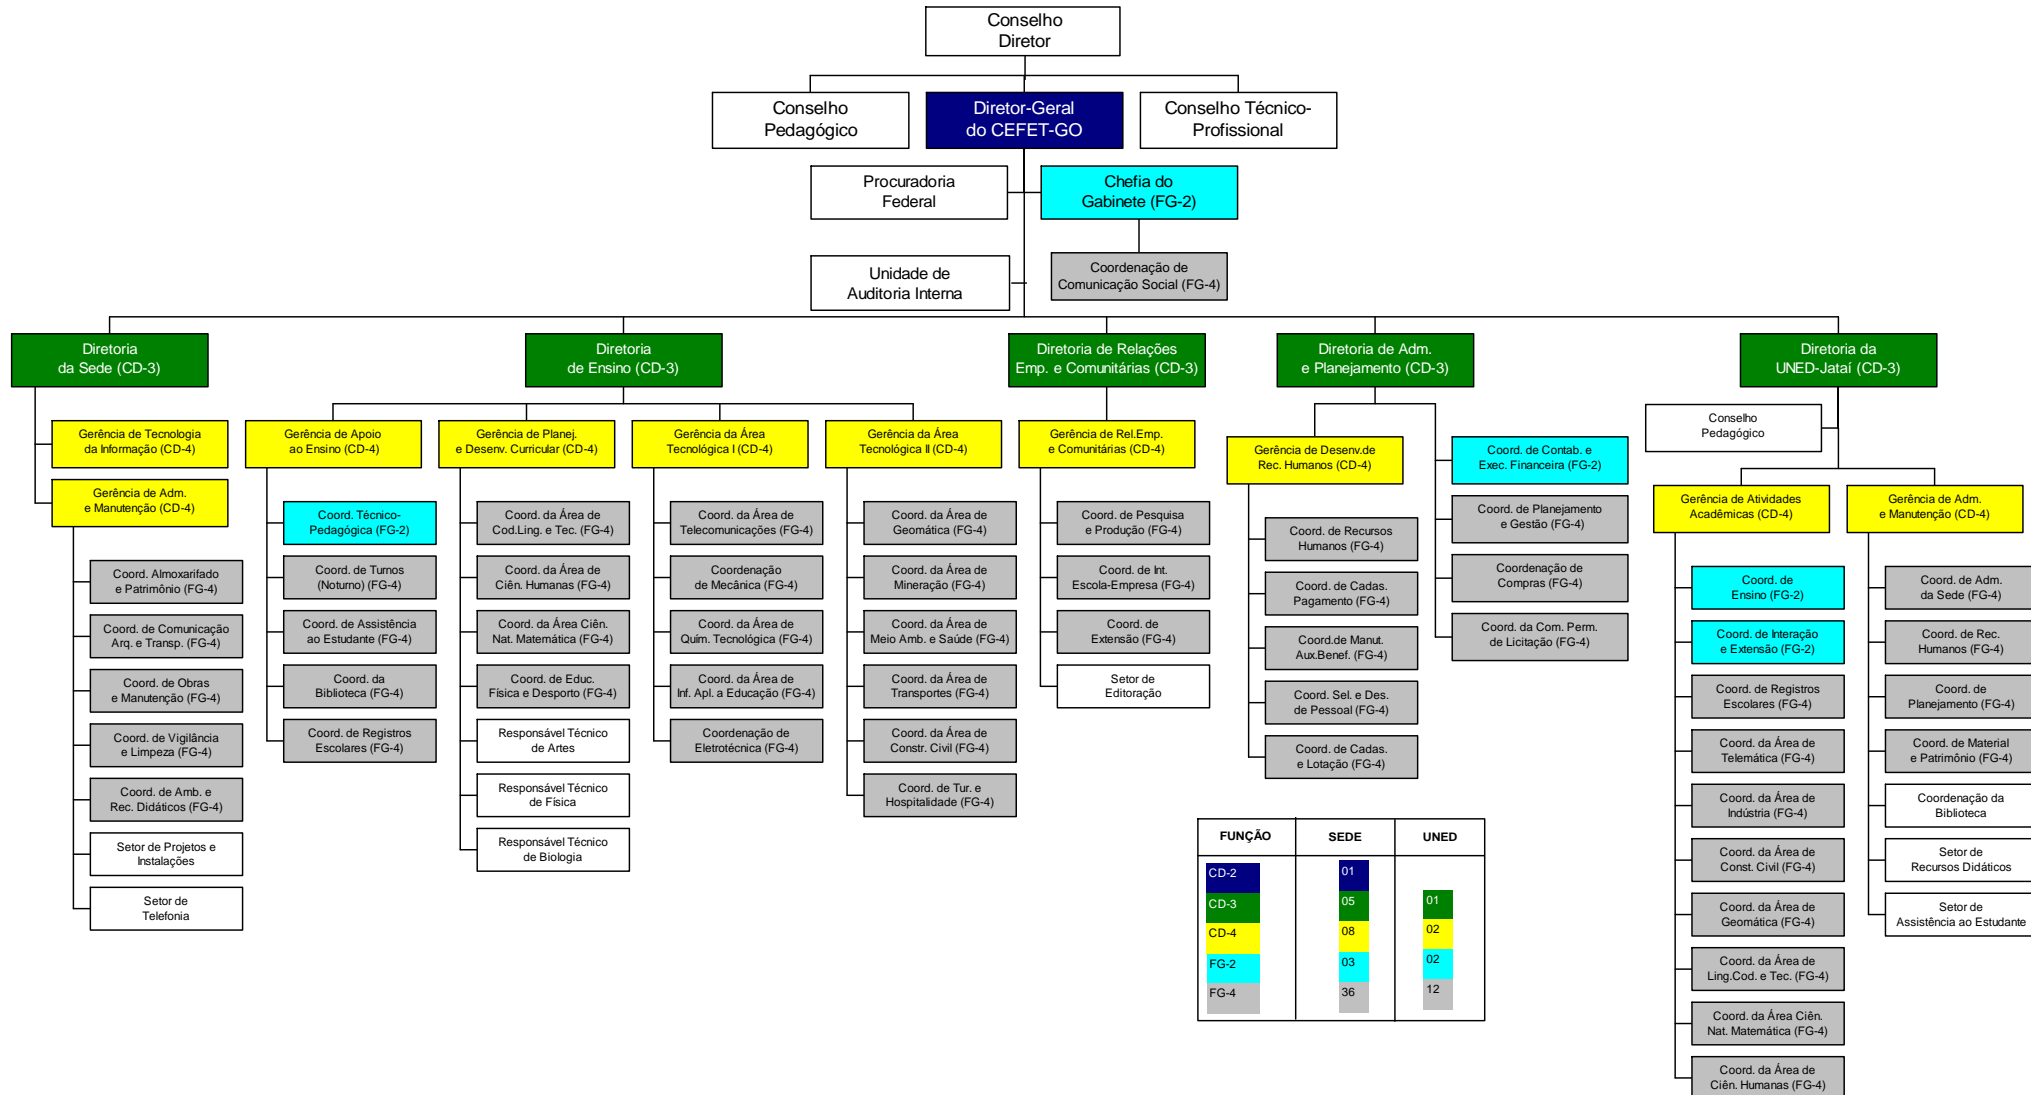 Conselho
Diretor
Conselho
Pedagógico
Diretor-Geral
do CEFET-GO
Conselho Técnico-
Profissional
Procuradoria
Federal
Chefia do
Gabinete (FG-2)
Unidade de
Auditoria Interna
Coordenação de
Comunicação Social (FG-4)
Diretoria
da Sede (CD-3)
Gerência de Tecnologia
da Informação (CD-4)
Gerência de Adm.
e Manutenção (CD-4)
Coord. Almoxarifado
e Patrimônio (FG-4)
Coord. de Comunicação
Arq. e Transp. (FG-4)
Coord. de Obras
e Manutenção (FG-4)
Coord. de Vigilância
e Limpeza (FG-4)
Coord. de Amb. e
Rec. Didáticos (FG-4)
Setor de Projetos e
Instalações
Setor de
Telefonia
Diretoria
de Ensino (CD-3)
Gerência de Apoio
ao Ensino (CD-4)
Coord. Técnico-
Pedagógica (FG-2)
Coord. de Turnos
(Noturno) (FG-4)
Coord. de Assistência
ao Estudante (FG-4)
Coord. da
Biblioteca (FG-4)
Coord. de Registros
Escolares (FG-4)
Gerência de Planej.
e Desenv. Curricular (CD-4)
Coord. da Área de
Cod.Ling. e Tec. (FG-4)
Coord. da Área de
Ciên. Humanas (FG-4)
Coord. da Área Ciên.
Nat. Matemática (FG-4)
Coord. de Educ.
Física e Desporto (FG-4)
Responsável Técnico
de Artes
Responsável Técnico
de Física
Responsável Técnico
de Biologia
Gerência da Área
Tecnológica I (CD-4)
Coord. da Área de
Telecomunicações (FG-4)
Coordenação
de Mecânica (FG-4)
Coord. da Área de
Quím. Tecnológica (FG-4)
Coord. da Área de
Inf. Apl. a Educação (FG-4)
Coordenação de
Eletrotécnica (FG-4)
Gerência da Área
Tecnológica II (CD-4)
Coord. da Área de
Geomática (FG-4)
Coord. da Área de
Mineração (FG-4)
Coord. da Área de
Meio Amb. e Saúde (FG-4)
Coord. da Área de
Transportes (FG-4)
Coord. da Área de
Constr. Civil (FG-4)
Coord. de Tur. e
Hospitalidade (FG-4)
Diretoria de Relações
Emp. e Comunitárias (CD-3)
Gerência de Rel.Emp.
e Comunitárias (CD-4)
Coord. de Pesquisa
e Produção (FG-4)
Coord. de Int.
Escola-Empresa (FG-4)
Coord. de
Extensão (FG-4)
Setor de
Editoração
Diretoria de Adm.
e Planejamento (CD-3)
Gerência de Desenv.de
Rec. Humanos (CD-4)
Coord. de Recursos
Humanos (FG-4)
Coord. de Cadas.
Pagamento (FG-4)
Coord.de Manut.
Aux.Benef. (FG-4)
Coord. Sel. e Des.
de Pessoal (FG-4)
Coord. de Cadas.
e Lotação (FG-4)
Coord. de Contab. e
Exec. Financeira (FG-2)
Coord. de Planejamento
e Gestão (FG-4)
Coordenação de
Compras (FG-4)
Coord. da Com. Perm.
de Licitação (FG-4)
Diretoria da
UNED-Jataí (CD-3)
Conselho
Pedagógico
Gerência de Atividades
Acadêmicas (CD-4)
Coord. de
Ensino (FG-2)
Coord. de Interação
e Extensão (FG-2)
Coord. de Registros
Escolares (FG-4)
Coord. da Área de
Telemática (FG-4)
Coord. da Área de
Indústria (FG-4)
Coord. da Área de
Const. Civil (FG-4)
Coord. da Área de
Geomática (FG-4)
Coord. da Área de
Ling.Cod. e Tec. (FG-4)
Coord. da Área Ciên.
Nat. Matemática (FG-4)
Coord. da Área de
Ciên. Humanas (FG-4)
Gerência de Adm.
e Manutenção (CD-4)
Coord. de Adm.
da Sede (FG-4)
Coord. de Rec.
Humanos (FG-4)
Coord. de
Planejamento (FG-4)
Coord. de Material
e Patrimônio (FG-4)
Coordenação da
Biblioteca
Setor de
Recursos Didáticos
Setor de
Assistência ao Estudante
FUNÇÃO SEDE UNED
CD-2 01
CD-3 05 01
CD-4 08 02
FG-2 03 02
FG-4 36 12